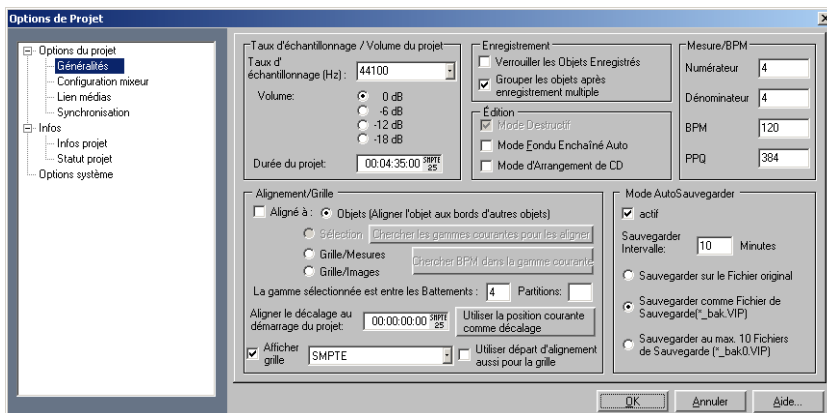 Options de Projet
Options du projet
Généralités
Configuration mixeur
Lien médias
Synchronisation
Infos
Infos projet
Statut projet
Options système
Taux d'échantillonnage / Volume du projet
Taux d'
échantillonnage (Hz) : 44100
Volume: 0 dB
-6 dB
-12 dB
-18 dB
Durée du projet: 00:04:35:00 SMPTE 25
Enregistrement
Verrouiller les Objets Enregistrés
Grouper les objets après
enregistrement multiple
Édition
Mode Destructif
Mode Fondu Enchaîné Auto
Mode d'Arrangement de CD
Mesure/BPM
Numérateur 4
Dénominateur 4
BPM 120
PPQ 384
Alignement/Grille
Aligné à : Objets (Aligner l'objet aux bords d'autres objets)
Sélection Chercher les gammes courantes pour les aligner
Grille/Mesures
Grille/Images
Chercher BPM dans la gamme courante
La gamme sélectionnée est entre les Battements : 4 Partitions:
Aligner le décalage au
démarrage du projet: 00:00:00:00 SMPTE 25
Utiliser la position courante
comme décalage
Afficher
grille SMPTE
Utiliser départ d'alignement
aussi pour la grille
Mode AutoSauvegarder
actif
Sauvegarder
Intervalle: 10 Minutes
Sauvegarder sur le Fichier original
Sauvegarder comme Fichier de
Sauvegarde(*_bak.VIP)
Sauvegarder au max. 10 Fichiers
de Sauvegarde (*_bak0.VIP)
OK Annuler Aide...